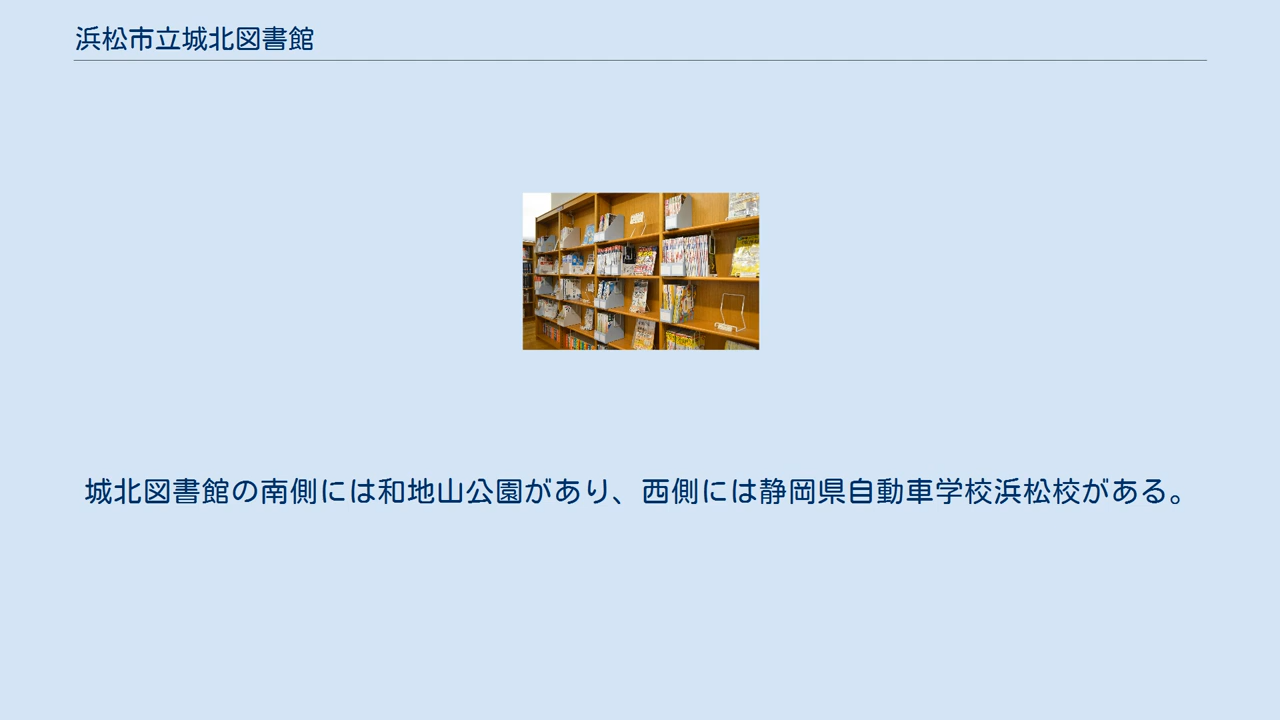 浜松市立城北図書館
城北図書館の南側には和地山公園があり、西側には静岡県自動車学校浜松校がある。